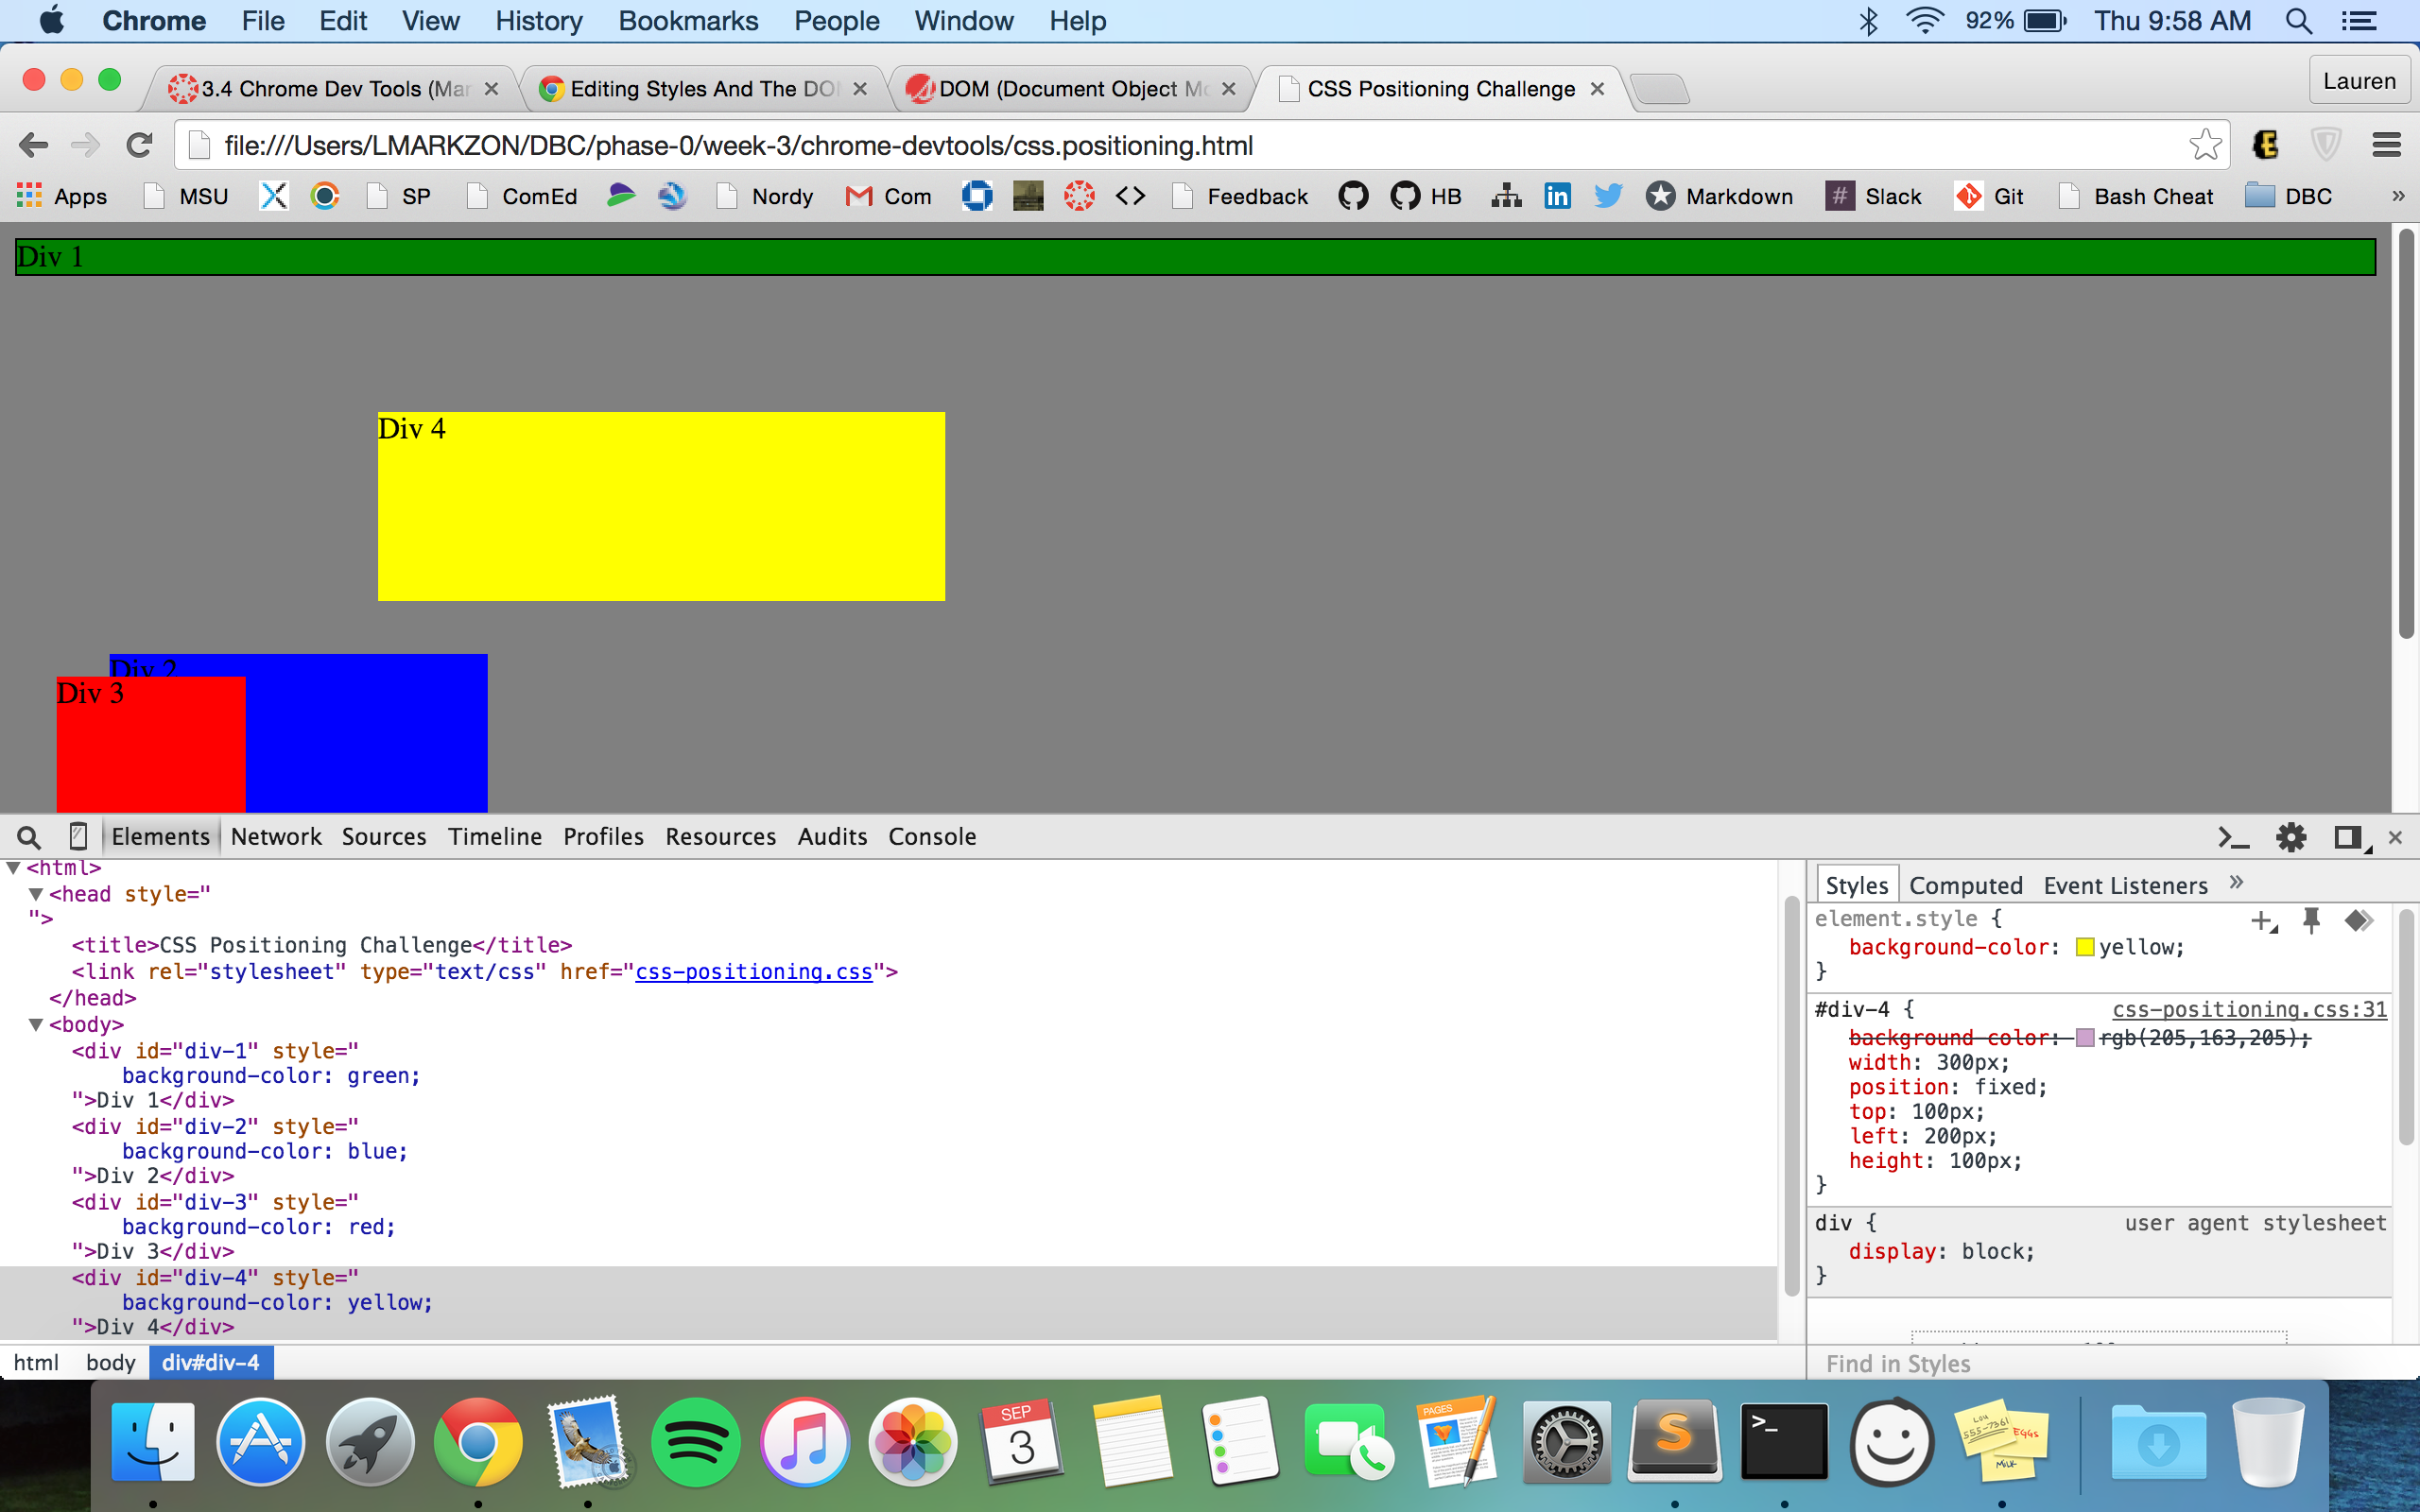 Chrome File Edit View History Bookmarks People Window Help 92% Thu 9:58 AM
3.4 Chrome Dev Tools (Mar Editing Styles And The DO DOM (Document Object Mo CSS Positioning Challenge Lauren
file:///Users/LMARKZON/DBC/phase-0/week-3/chrome-devtools/css.positioning.html
Apps MSU SP ComEd Nordy Com Feedback HB Markdown Slack Git Bash Cheat DBC »
Div 1
Div 4
Div 2
Div 3
Elements Network Sources Timeline Profiles Resources Audits Console
<html>
<head style="
">
<title>CSS Positioning Challenge</title>
<link rel="stylesheet" type="text/css" href="css-positioning.css">
</head>
<body>
<div id="div-1" style="
background-color: green;
">Div 1</div>
<div id="div-2" style="
background-color: blue;
">Div 2</div>
<div id="div-3" style="
background-color: red;
">Div 3</div>
<div id="div-4" style="
background-color: yellow;
">Div 4</div>
html body div#div-4
Styles Computed Event Listeners »
element.style {
background-color: yellow;
}
#div-4 { css-positioning.css:31
background-color: rgb(205,163,205);
width: 300px;
position: fixed;
top: 100px;
left: 200px;
height: 100px;
}
div { user agent stylesheet
display: block;
}
Find in Styles
SEP
3
PAGES
S
>_
Lou
555-7361
EGGS
MILK